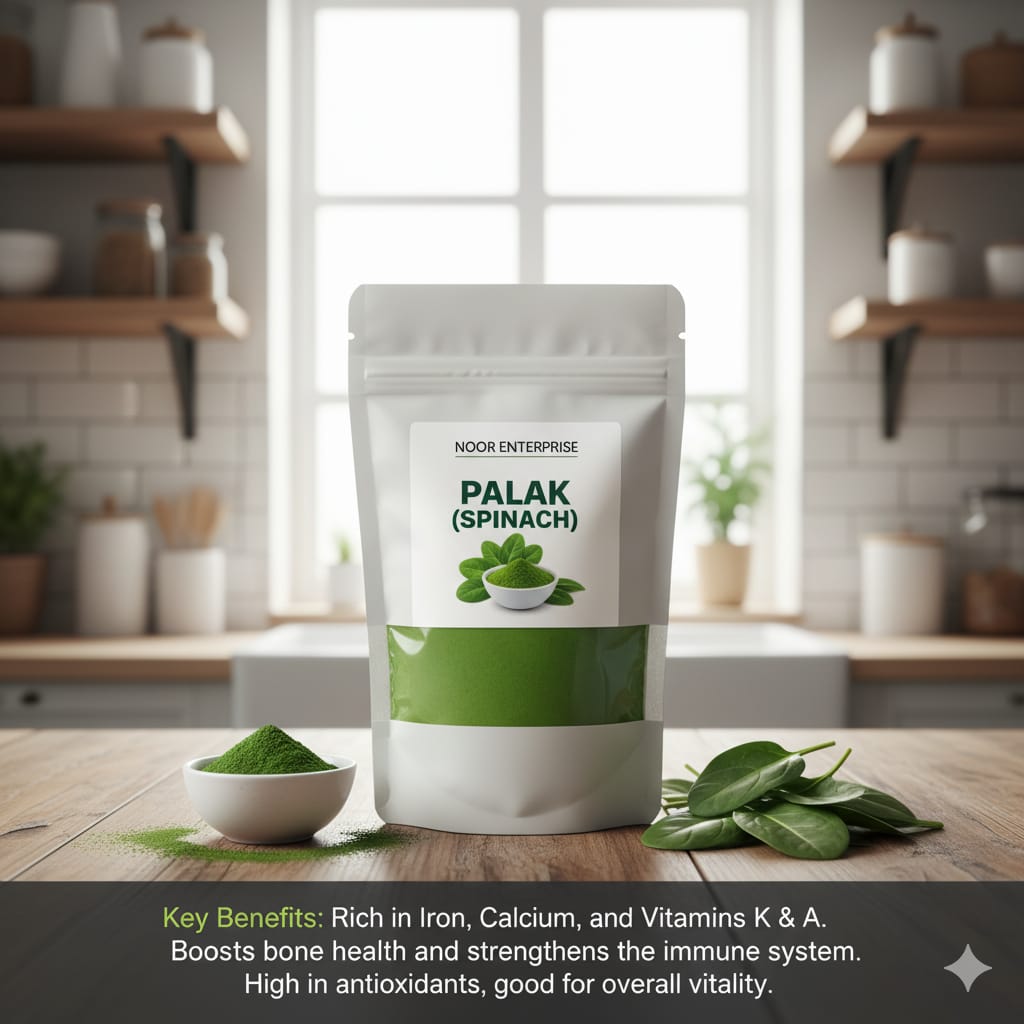 NOOR ENTERPRISE
PALAK
(SPINACH)
Key Benefits: Rich in Iron, Calcium, and Vitamins K & A.
Boosts bone health and strengthens the immune system.
High in antioxidants, good for overall vitality.